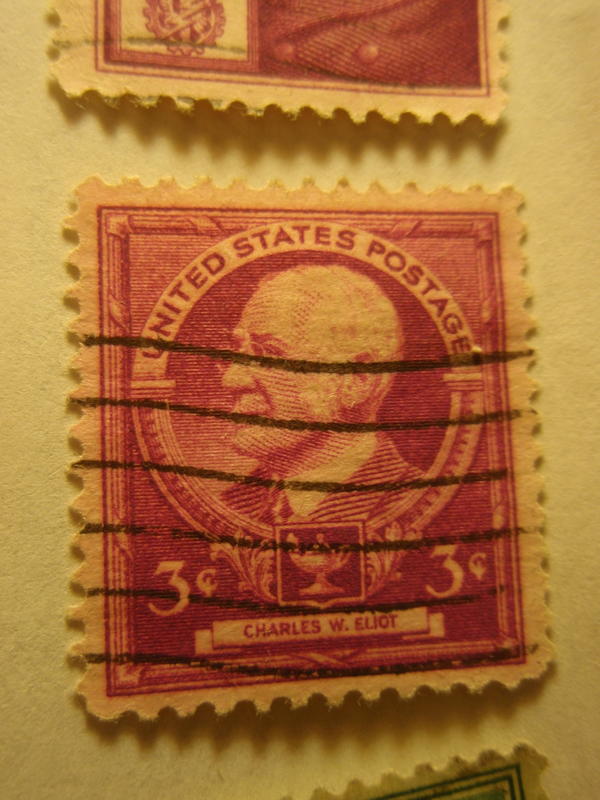 UNITED STATES POSTAGE
3¢ 3¢
CHARLES W. ELIOT